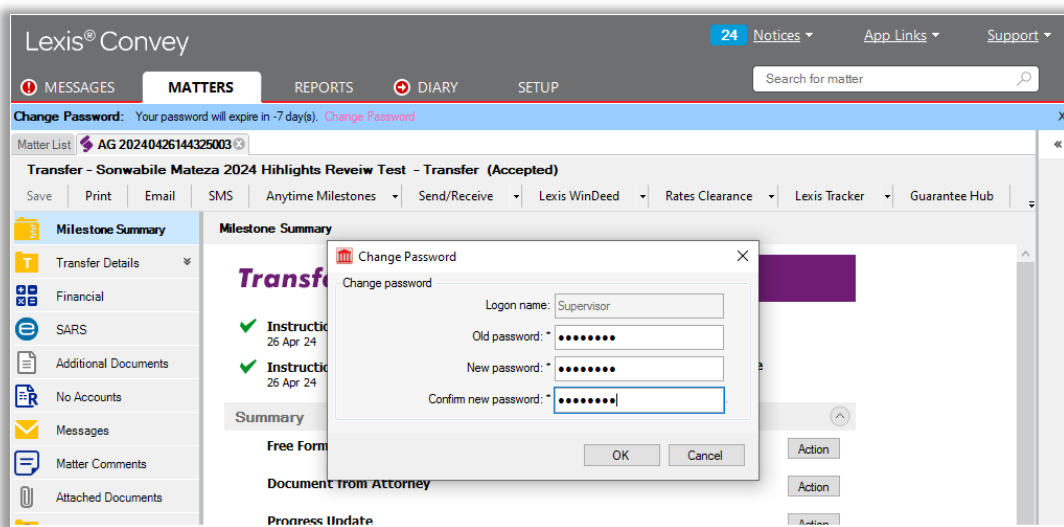 Lexis® Convey
24 Notices App Links Support
MESSAGES MATTERS REPORTS DIARY SETUP Search for matter
Change Password: Your password will expire in -7 day(s). Change Password X
Matter List AG 20240426144325003
Transfer - Sonwabile Mateza 2024 Hihlights Reveiw Test - Transfer (Accepted)
Save Print Email SMS Anytime Milestones Send/Receive Lexis WinDeed Rates Clearance Lexis Tracker Guarantee Hub
Milestone Summary
Transfer Details
Financial
SARS
Additional Documents
No Accounts
Messages
Matter Comments
Attached Documents
Milestone Summary
Transf
Instructio
26 Apr 24
Instructio
26 Apr 24
Summary
Free Form
Action
Document from Attorney
Action
Progress Update
Action
Change Password
Change password
Logon name: Supervisor
Old password: * ●●●●●●●●
New password: * ●●●●●●●●
Confirm new password: * ●●●●●●●●
OK Cancel